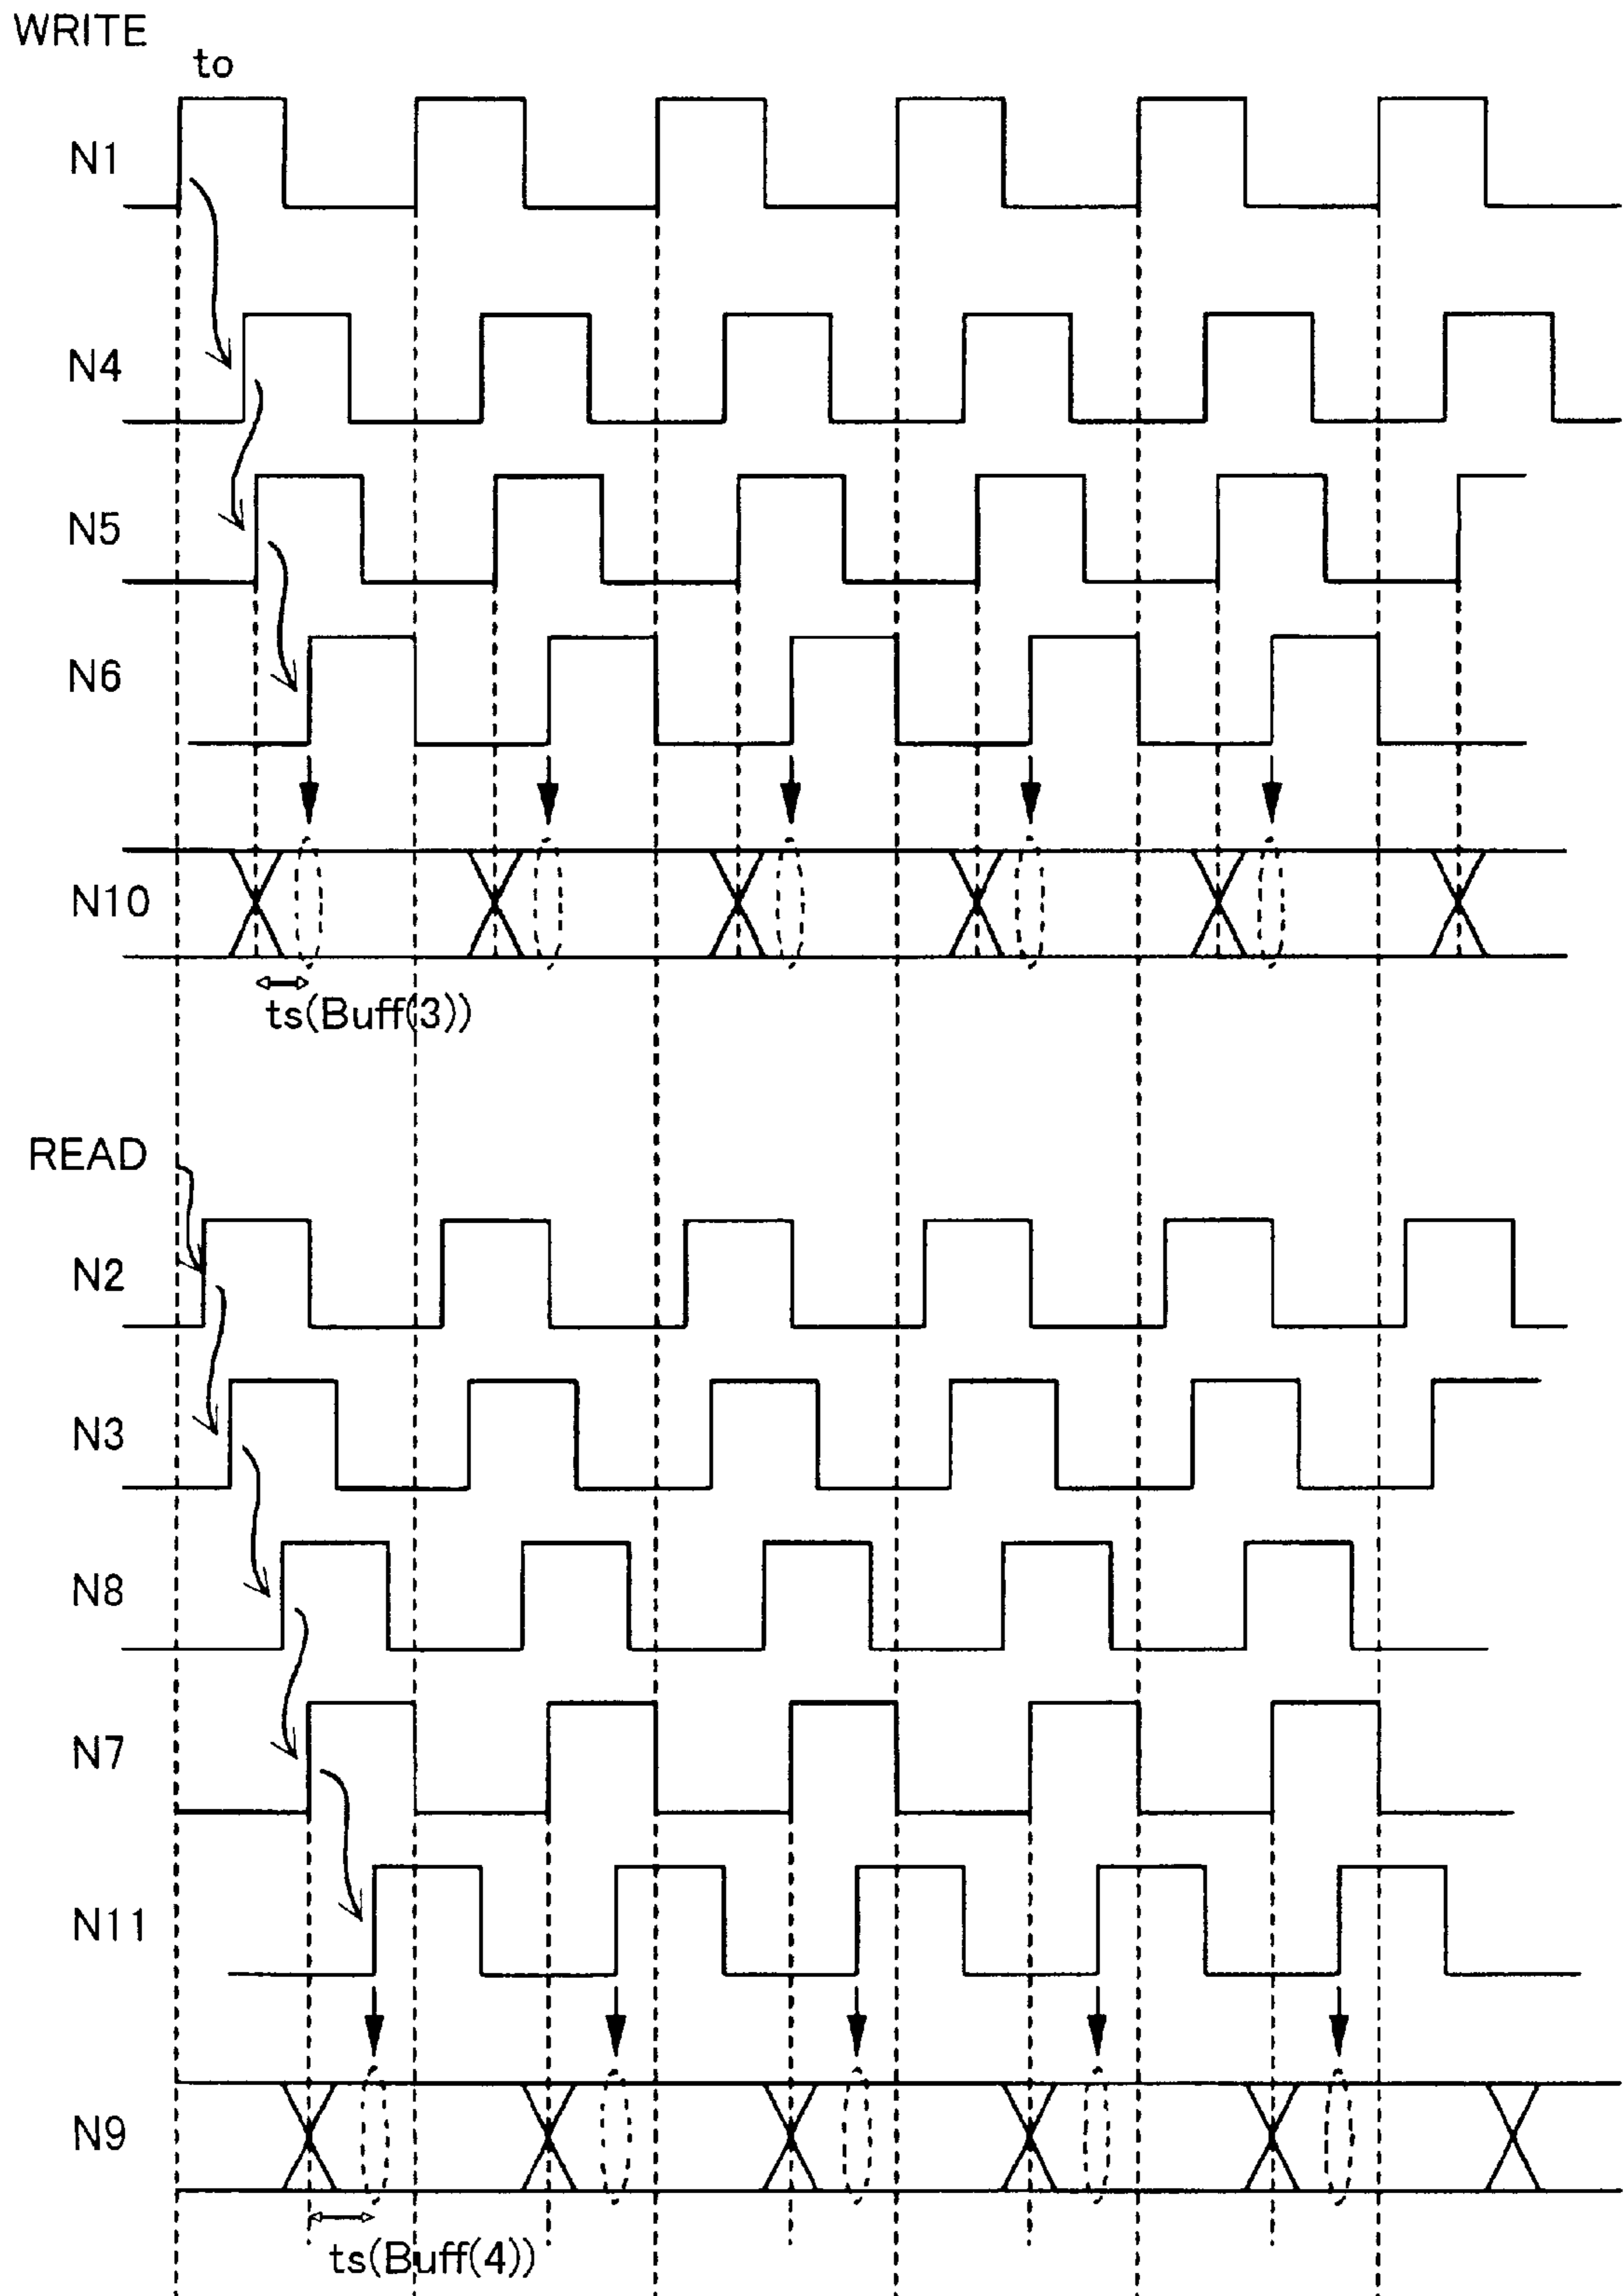 WRITE
to
N1
N4
N5
N6
N10
ts(Buff(3))
READ
N2
N3
N8
N7
N11
N9
ts(Buff(4))